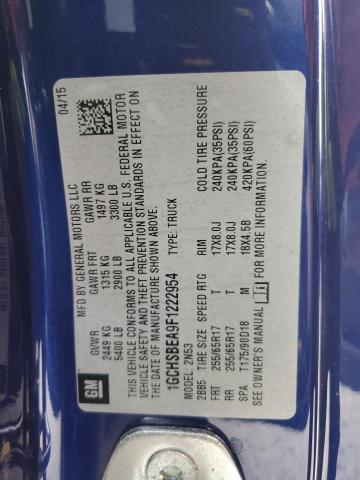 GM
MFD BY GENERAL MOTORS LLC
04/15
GVWR GAWR FRT GAWR RR
2449 KG 1315 KG 1497 KG
5400 LB 2900 LB 3300 LB
THIS VEHICLE CONFORMS TO ALL APPLICABLE U.S. FEDERAL MOTOR
VEHICLE SAFETY AND THEFT PREVENTION STANDARDS IN EFFECT ON
THE DATE OF MANUFACTURE SHOWN ABOVE.
1GCHSBEA9F1222954 TYPE: TRUCK
MODEL: 2N53
2BB5 TIRE SIZE SPEED RTG RIM COLD TIRE PRESSURE
FRT 255/65R17 T 17X8.0J 240KPA(35PSI)
RR 255/65R17 T 17X8.0J 240KPA(35PSI)
SPA T175/90D18 M 18X4.5B 420KPA(60PSI)
SEE OWNER'S MANUAL FOR MORE INFORMATION.